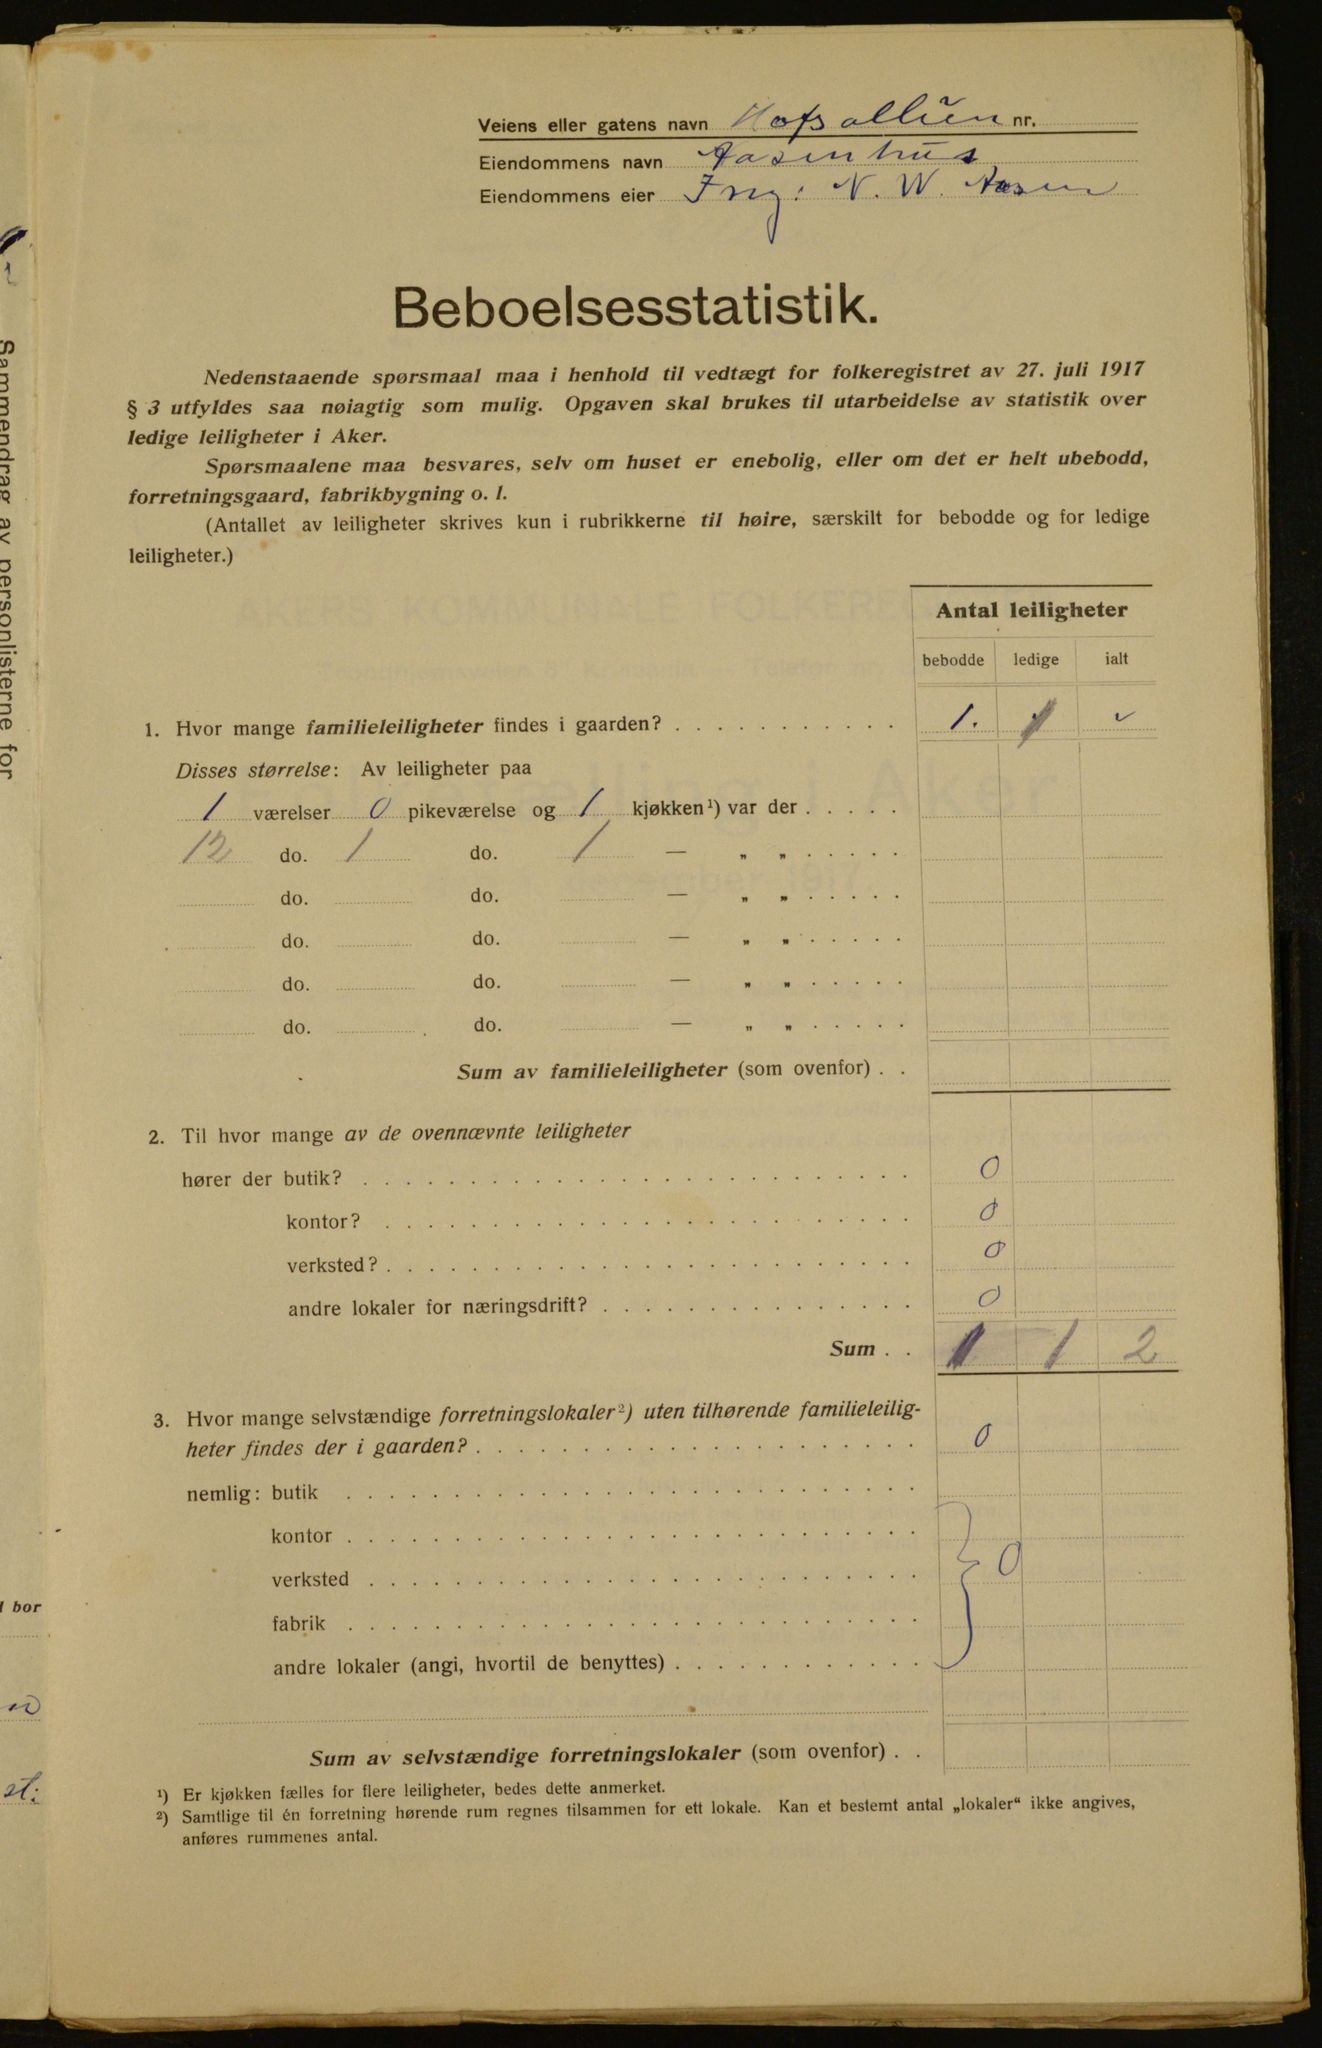 Veiens eller gatens navn Hofsalleen nr.
Eiendommens navn Aasenhus
Eiendommens eier Ing: N. W. Aasen
Beboelsesstatistik.
Nedenstaaende spørsmaal maa i henhold til vedtægt for folkeregistret av 27. juli 1917
§ 3 utfyldes saa nøiagtig som mulig. Opgaven skal brukes til utarbeidelse av statistik over
ledige leiligheter i Aker.
Spørsmaalene maa besvares, selv om huset er enebolig, eller om det er helt ubebodd,
forretningsgaard, fabrikbygning o. l.
(Antallet av leiligheter skrives kun i rubrikkerne til høire, særskilt for bebodde og for ledige
leiligheter.)
Antal leiligheter
bebodde ledige ialt
1. Hvor mange familieleiligheter findes i gaarden? . . . . . . . . . . . 1. 1
Disses størrelse: Av leiligheter paa
1 værelser 0 pikeværelse og 1 kjøkken¹) var der . . . . .
12 do. 1 do. 1 — „ „ . . . . .
do. do. — „ „ . . . . .
do. do. — „ „ . . . . .
do. do. — „ „ . . . . .
do. do. — „ „ . . . . .
Sum av familieleiligheter (som ovenfor) . .
2. Til hvor mange av de ovennævnte leiligheter
hører der butik? . . . . . . . . . . 0
kontor? . . . . . . . . . . 0
verksted? . . . . . . . . . . 0
andre lokaler for næringsdrift? . . . . . . . . . . 0
Sum . . 1 1 2
3. Hvor mange selvstændige forretningslokaler²) uten tilhørende familieleilig-
heter findes der i gaarden? . . . . . . . . . . 0
nemlig: butik . . . . . . . . . .
kontor . . . . . . . . . .
verksted . . . . . . . . . . 0
fabrik . . . . . . . . . .
andre lokaler (angi, hvortil de benyttes) . . . . . . . . . .
Sum av selvstændige forretningslokaler (som ovenfor) . .
¹) Er kjøkken fælles for flere leiligheter, bedes dette anmerket.
²) Samtlige til én forretning hørende rum regnes tilsammen for ett lokale. Kan et bestemt antal „lokaler“ ikke angives,
anføres rummenes antal.
Sammendrag av personlisterne for
bor
st: